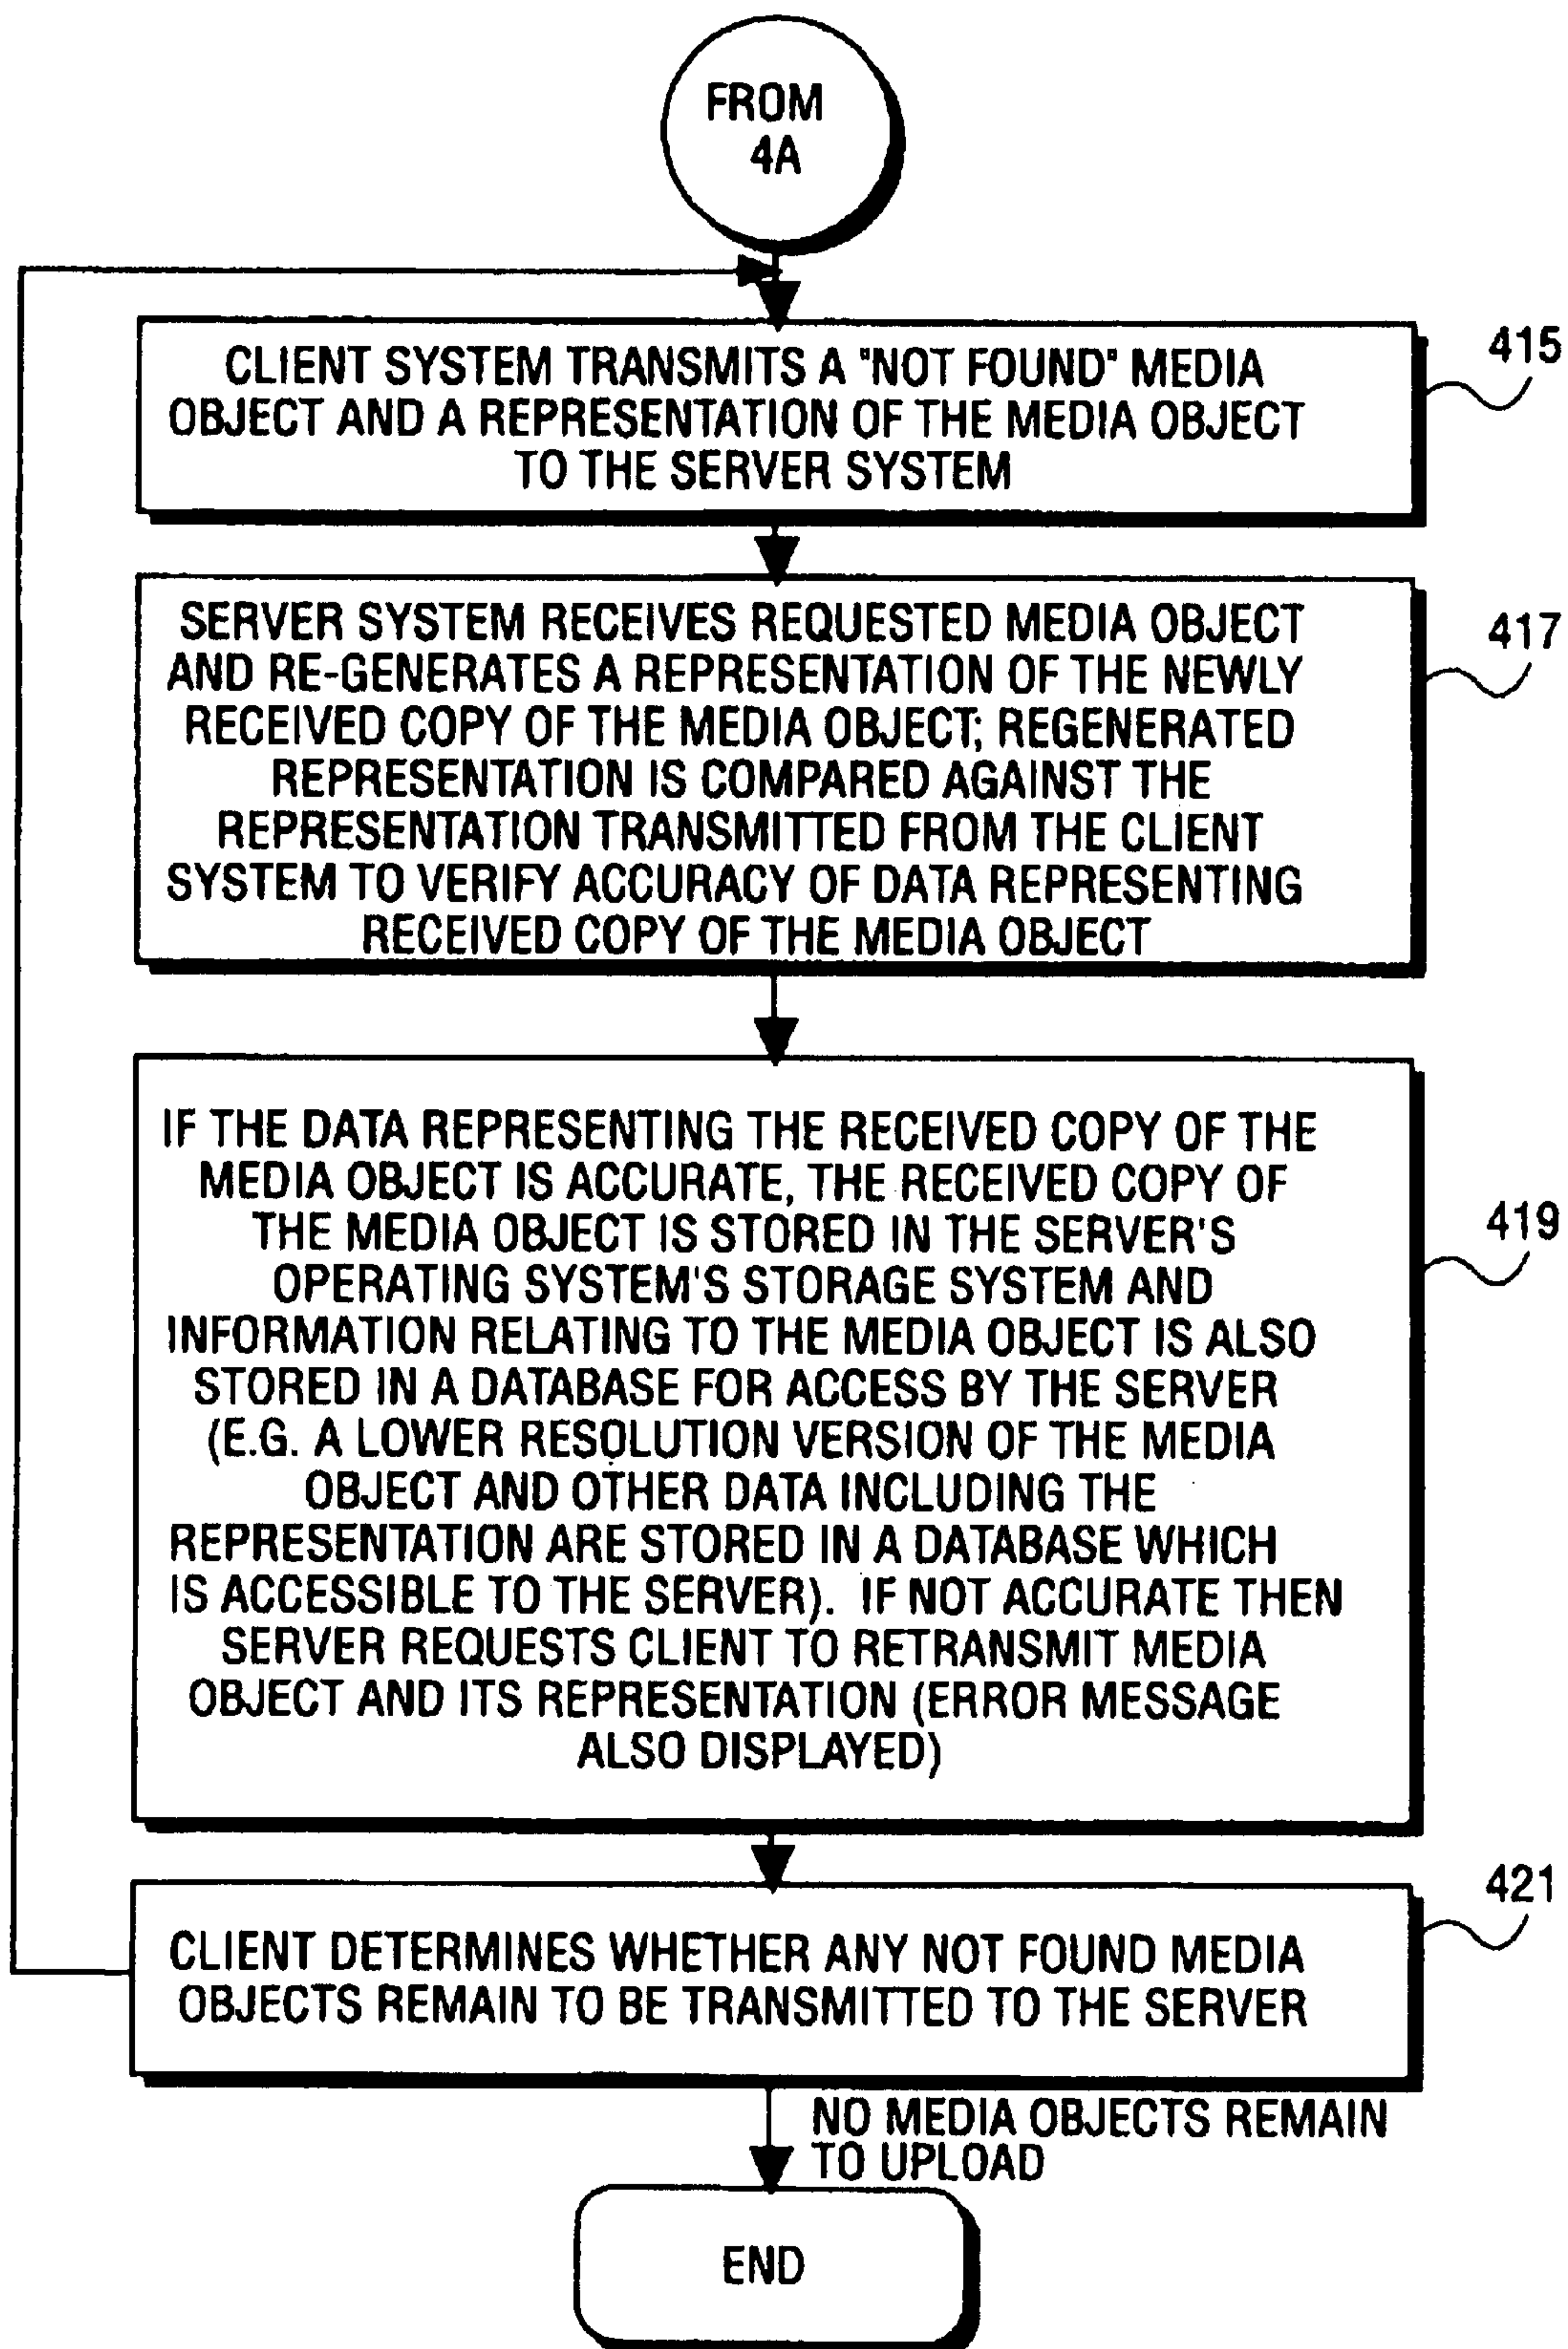 FROM
4A
CLIENT SYSTEM TRANSMITS A "NOT FOUND" MEDIA
OBJECT AND A REPRESENTATION OF THE MEDIA OBJECT
TO THE SERVER SYSTEM
415
SERVER SYSTEM RECEIVES REQUESTED MEDIA OBJECT
AND RE-GENERATES A REPRESENTATION OF THE NEWLY
RECEIVED COPY OF THE MEDIA OBJECT; REGENERATED
REPRESENTATION IS COMPARED AGAINST THE
REPRESENTATION TRANSMITTED FROM THE CLIENT
SYSTEM TO VERIFY ACCURACY OF DATA REPRESENTING
RECEIVED COPY OF THE MEDIA OBJECT
417
IF THE DATA REPRESENTING THE RECEIVED COPY OF THE
MEDIA OBJECT IS ACCURATE, THE RECEIVED COPY OF
THE MEDIA OBJECT IS STORED IN THE SERVER'S
OPERATING SYSTEM'S STORAGE SYSTEM AND
INFORMATION RELATING TO THE MEDIA OBJECT IS ALSO
STORED IN A DATABASE FOR ACCESS BY THE SERVER
(E.G. A LOWER RESOLUTION VERSION OF THE MEDIA
OBJECT AND OTHER DATA INCLUDING THE
REPRESENTATION ARE STORED IN A DATABASE WHICH
IS ACCESSIBLE TO THE SERVER). IF NOT ACCURATE THEN
SERVER REQUESTS CLIENT TO RETRANSMIT MEDIA
OBJECT AND ITS REPRESENTATION (ERROR MESSAGE
ALSO DISPLAYED)
419
CLIENT DETERMINES WHETHER ANY NOT FOUND MEDIA
OBJECTS REMAIN TO BE TRANSMITTED TO THE SERVER
421
NO MEDIA OBJECTS REMAIN
TO UPLOAD
END